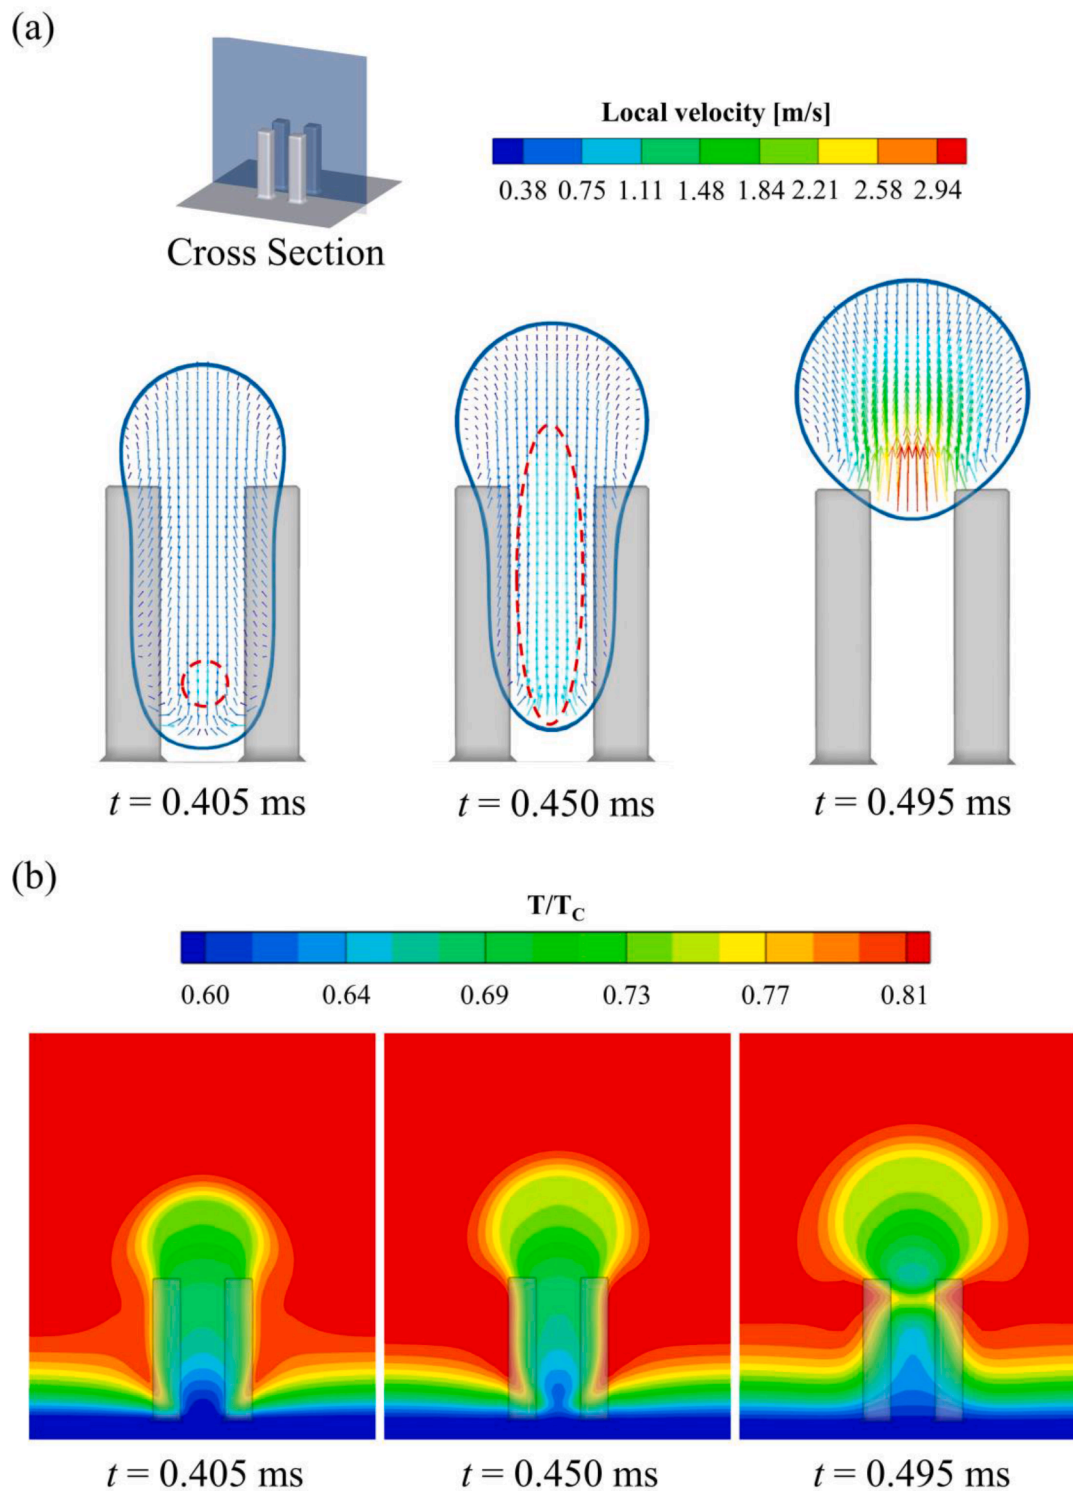 (a)
Local velocity [m/s]
0.38 0.75 1.11 1.48 1.84 2.21 2.58 2.94
Cross Section
t = 0.405 ms
t = 0.450 ms
t = 0.495 ms
(b)
T/T_C
0.60 0.64 0.69 0.73 0.77 0.81
t = 0.405 ms
t = 0.450 ms
t = 0.495 ms